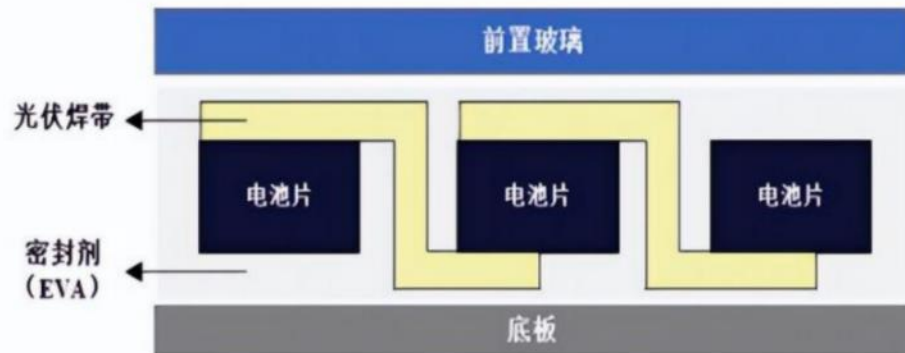 前置玻璃
光伏焊带
电池片 电池片 电池片
密封剂
（EVA）
底板